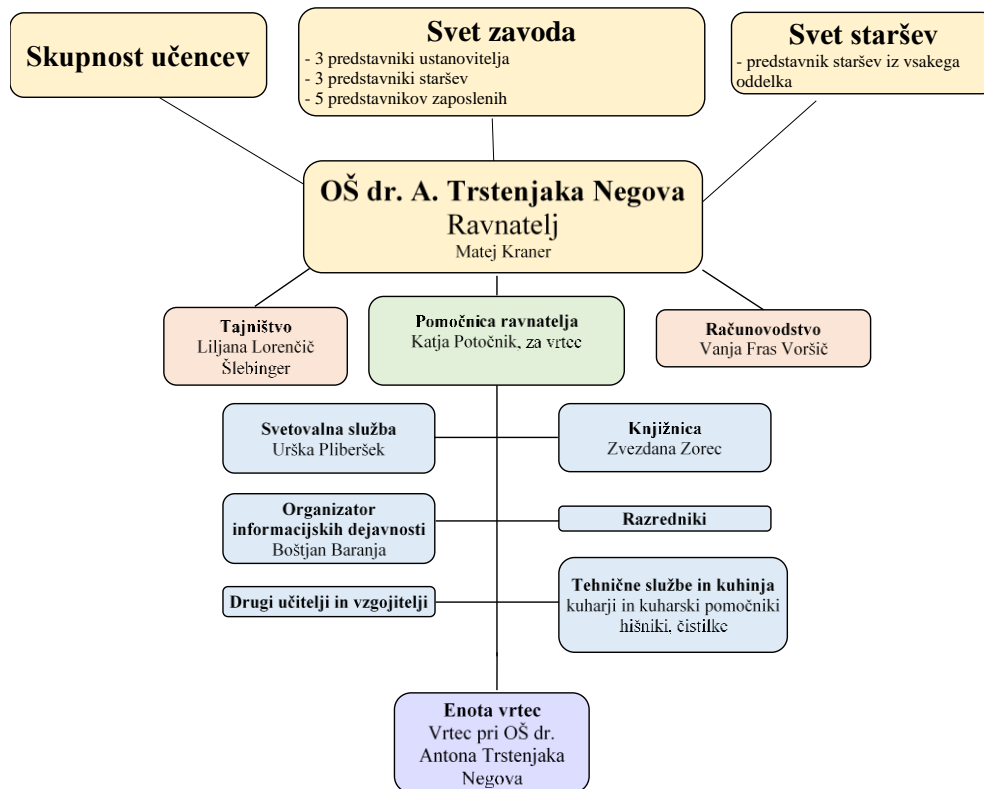 Skupnost učencev
Svet zavoda
- 3 predstavniki ustanovitelja
- 3 predstavniki staršev
- 5 predstavnikov zaposlenih
Svet staršev
- predstavnik staršev iz vsakega
oddelka
OŠ dr. A. Trstenjaka Negova
Ravnatelj
Matej Kraner
Tajništvo
Liljana Lorenčič
Šlebinger
Pomočnica ravnatelja
Katja Potočnik, za vrtec
Računovodstvo
Vanja Fras Voršič
Svetovalna služba
Urška Pliberšek
Knjižnica
Zvezdana Zorec
Organizator
informacijskih dejavnosti
Boštjan Baranja
Razredniki
Drugi učitelji in vzgojitelji
Tehnične službe in kuhinja
kuharji in kuharski pomočniki
hišniki, čistilke
Enota vrtec
Vrtec pri OŠ dr.
Antona Trstenjaka
Negova